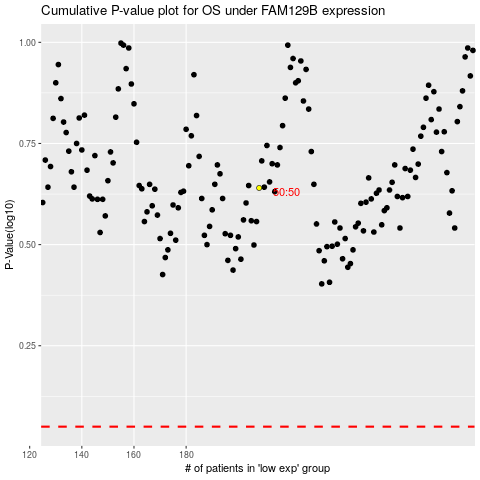 Cumulative P-value plot for OS under FAM129B expression
P-Value(log10)
1.00
0.75
0.50
0.25
50:50
120 140 160 180
# of patients in 'low exp' group